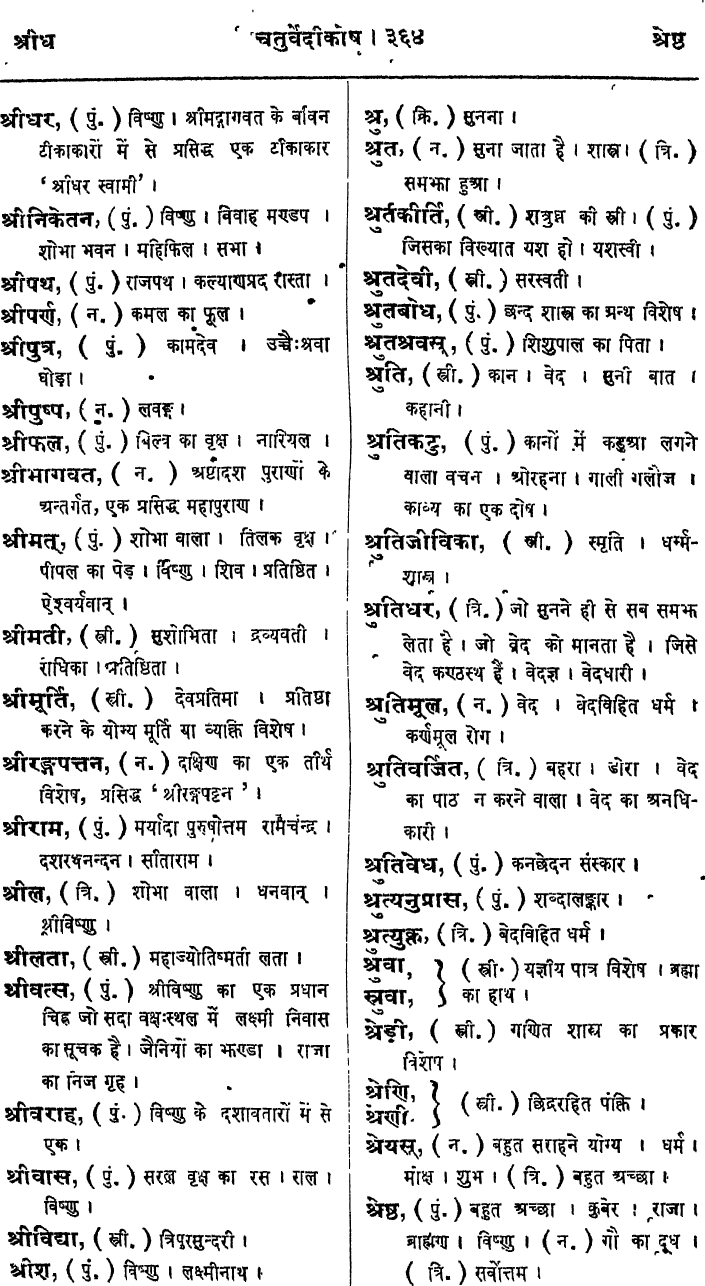 श्रीध चतुर्वेदीकोष । ३६४ श्रेष्ठ
श्रीधर, ( पुं. ) विष्णु । श्रीमद्भागवत के बावन
टीकाकारों में से प्रसिद्ध एक टीकाकार
‘ श्रीधर स्वामी’ ।
श्रीनिकेतन, ( पुं. ) विष्णु । विवाह मण्डप ।
शोभा भवन । महिफिल । सभा ।
श्रीपथ, ( पुं. ) राजपथ । कल्याणप्रद रास्ता ।
श्रीपर्ण, ( न. ) कमल का फूल ।
श्रीपुत्र, ( पुं. ) कामदेव । उच्चैःश्रवा
घोड़ा ।
श्रीपुष्प, ( न. ) लवङ्ग ।
श्रीफल, ( पुं. ) बिल्व का वृक्ष । नारियल ।
श्रीभागवत, ( न. ) अष्टादश पुराणों के
अन्तर्गत, एक प्रसिद्ध महापुराण ।
श्रीमत्, ( पुं. ) शोभा वाला । तिलक वृक्ष ।
पीपल का पेड़ । विष्णु । शिव । प्रतिष्ठित ।
ऐश्वर्यवान् ।
श्रीमती, ( स्त्री. ) सुशोभिता । द्रव्यवती ।
राधिका । प्रतिष्ठिता ।
श्रीमूर्ति, ( स्त्री. ) देवप्रतिमा । प्रतिष्ठा
करने के योग्य मूर्ति या व्यक्ति विशेष ।
श्रीरङ्गपत्तन, ( न. ) दक्षिण का एक तीर्थ
विशेष, प्रसिद्ध ‘ श्रीरङ्गपट्टन ’ ।
श्रीराम, ( पुं. ) मर्यादा पुरुषोत्तम रामचंन्द्र ।
दशरथनन्दन । सीताराम ।
श्रील, ( त्रि. ) शोभा वाला । धनवान् ।
श्रीविष्णु ।
श्रीलता, ( स्त्री. ) महाज्योतिष्मती लता ।
श्रीवत्स, ( पुं. ) श्रीविष्णु का एक प्रधान
चिह्न जो सदा वक्षःस्थल में लक्ष्मी निवास
का सूचक है । जैनियों का झण्डा । राजा
का निज गृह ।
श्रीवराह, ( पुं. ) विष्णु के दशावतारों में से
एक ।
श्रीवास, ( पुं. ) सरल वृक्ष का रस । राल ।
विष्णु ।
श्रीविद्या, ( स्त्री. ) त्रिपुरसुन्दरी ।
श्रीश, ( पुं. ) विष्णु । लक्ष्मीनाथ ।
श्रु, ( क्रि. ) सुनना ।
श्रुत, ( न. ) सुना जाता है । शास्त्र । ( त्रि. )
समझा हुआ ।
श्रुतकीर्ति, ( स्त्री. ) शत्रुघ्न की स्त्री । ( पुं. )
जिसका विख्यात यश हो । यशस्वी ।
श्रुतदेवी, ( स्त्री. ) सरस्वती ।
श्रुतबोध, ( पुं. ) छन्द शास्त्र का ग्रन्थ विशेष ।
श्रुतश्रवस्, ( पुं. ) शिशुपाल का पिता ।
श्रुति, ( स्त्री. ) कान । वेद । सुनी बात ।
कहानी ।
श्रुतिकटु, ( पुं. ) कानों में कडुआ लगने
वाला वचन । ओरहना । गाली गलौज ।
काव्य का एक दोष ।
श्रुतिजीविका, ( स्त्री. ) स्मृति । धर्म्म-
शास्त्र ।
श्रुतिधर, ( त्रि. ) जो सुनने ही से सब समझ
लेता है । जो वेद को मानता है । जिसे
वेद कण्ठस्थ हैं । वेदज्ञ । वेदधारी ।
श्रुतिमूल, ( न. ) वेद । वेदविहित धर्म ।
कर्णमूल रोग ।
श्रुतिवर्जित, ( त्रि. ) बहरा । डोरा । वेद
का पाठ न करने वाला । वेद का अनधि-
कारी ।
श्रुतिवेध, ( पुं. ) कनछेदन संस्कार ।
श्रुत्यनुप्रास, ( पुं. ) शब्दालङ्कार ।
श्रुत्युक्त, ( त्रि. ) वेदविहित धर्म ।
श्रुवा, } ( स्त्री. ) यज्ञीय पात्र विशेष । ब्रह्मा
स्रुवा, } का हाथ ।
श्रेढ़ी, ( स्त्री. ) गणित शास्त्र का प्रकार
विशेष ।
श्रेणि, } ( स्त्री. ) छिद्ररहित पंक्ति ।
श्रेणी. }
श्रेयस्, ( न. ) बहुत सराहने योग्य । धर्म ।
मोक्ष । शुभ । ( त्रि. ) बहुत अच्छा ।
श्रेष्ठ, ( पुं. ) बहुत अच्छा । कुबेर । राजा ।
ब्राह्मण । विष्णु । ( न. ) गौ का दूध ।
( त्रि. ) सर्वोत्तम ।